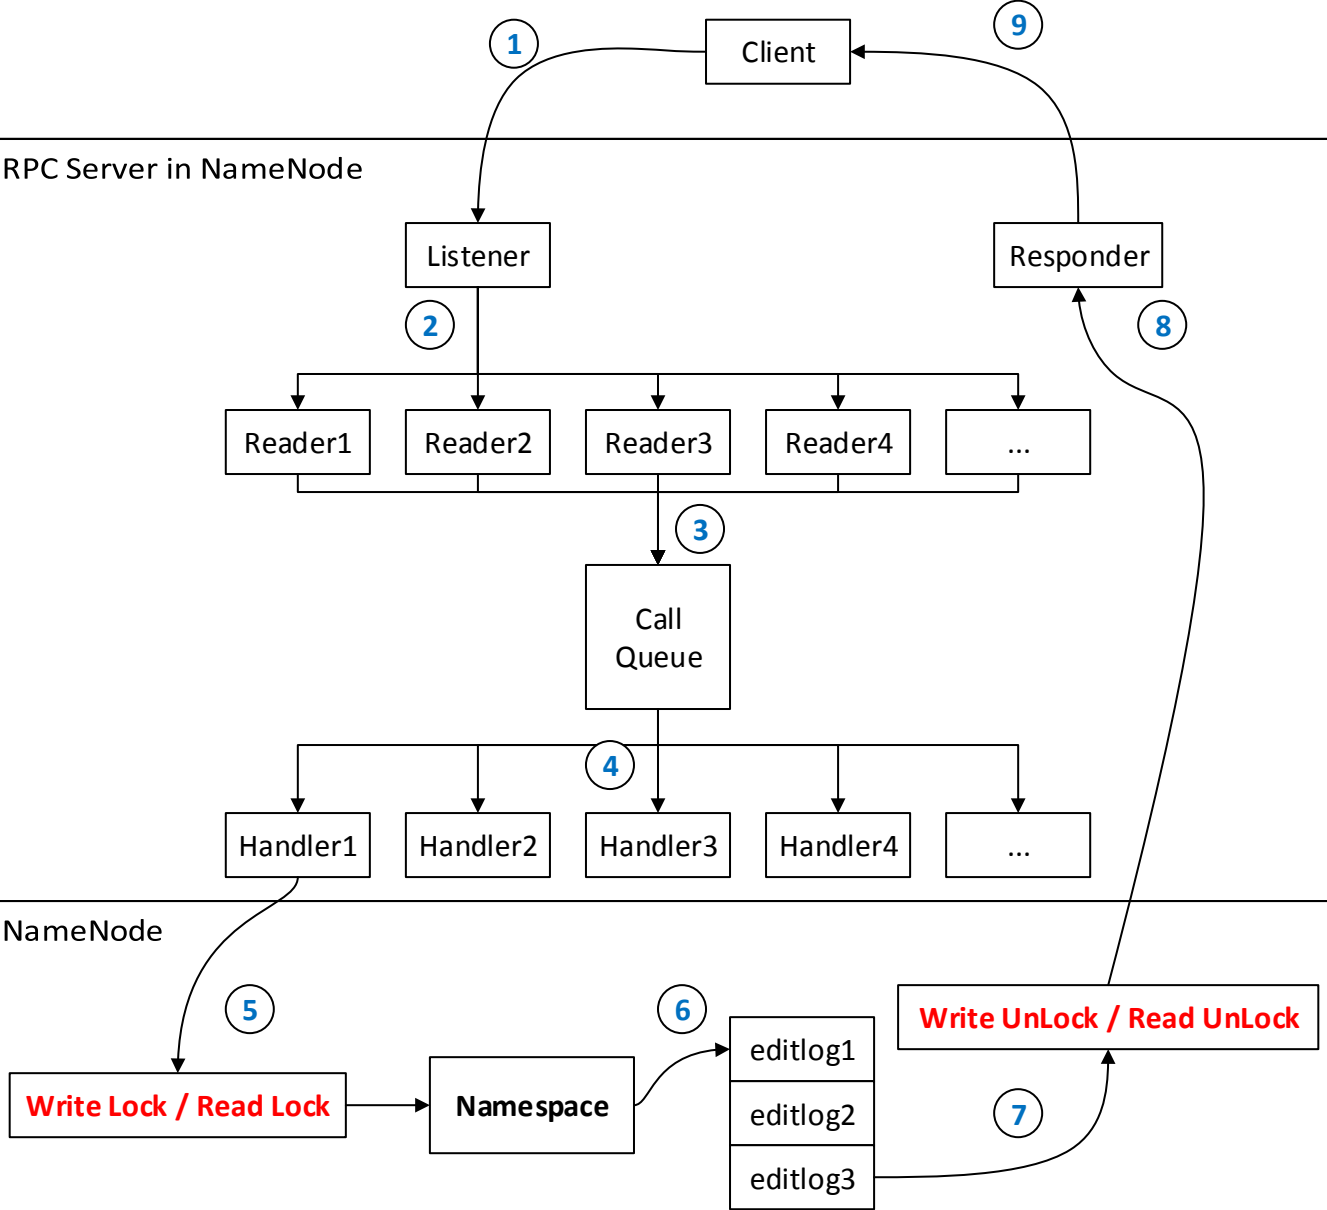 1
Client
9
RPC Server in NameNode
Listener
Responder
2
8
Reader1
Reader2
Reader3
Reader4
...
3
Call
Queue
4
Handler1
Handler2
Handler3
Handler4
...
NameNode
5
6
Write UnLock / Read UnLock
editlog1
Write Lock / Read Lock
Namespace
editlog2
7
editlog3